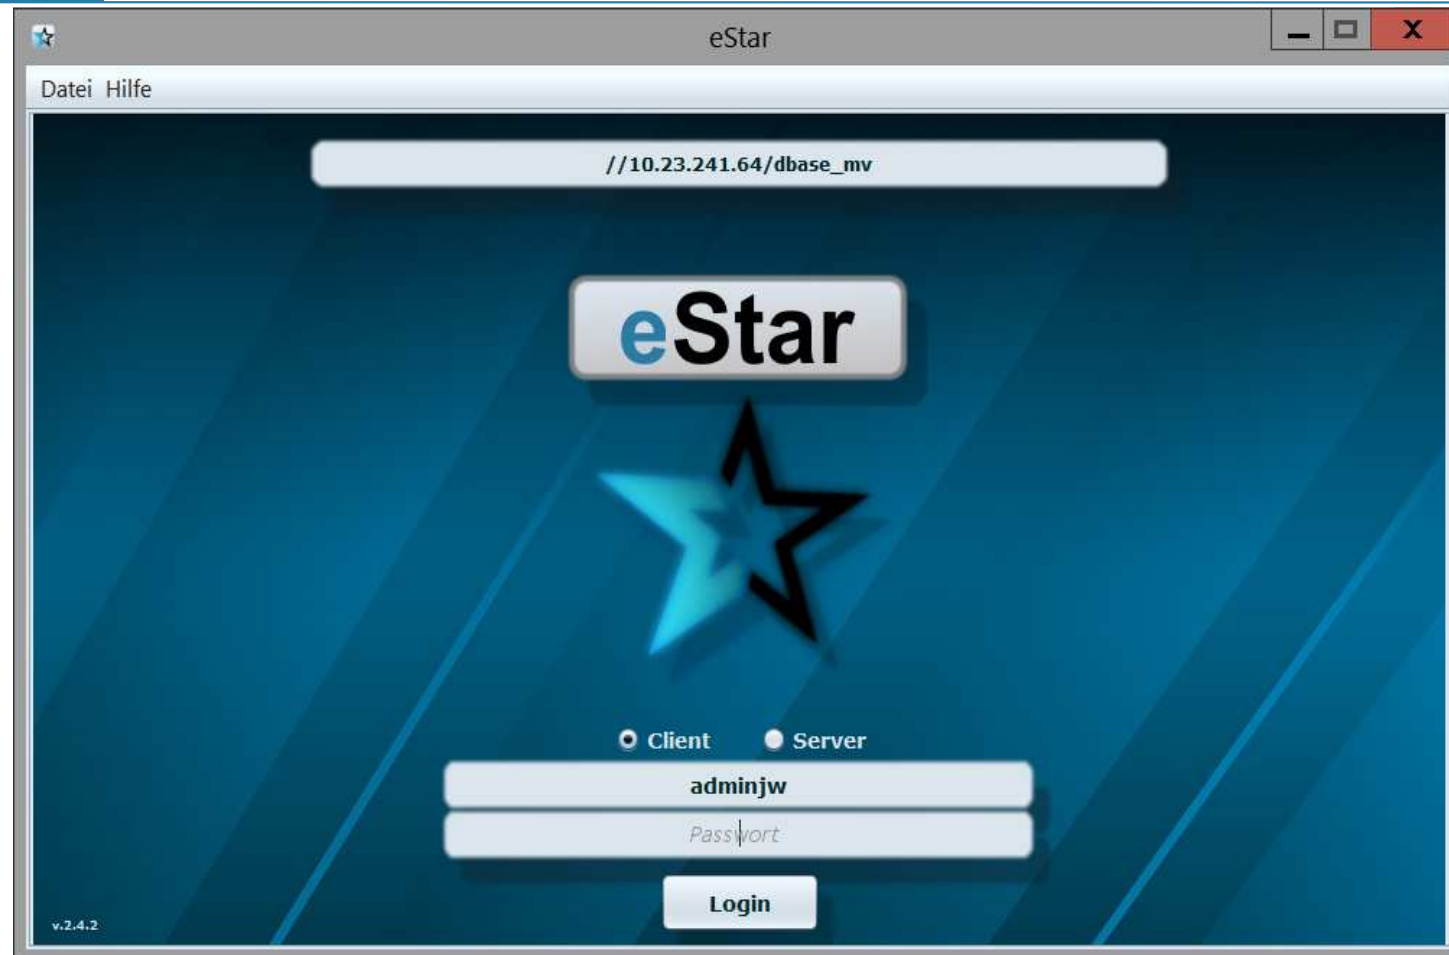 eStar
X
Datei Hilfe
//10.23.241.64/dbase_mv
eStar
Client Server
adminjw
Passwort
Login
v.2.4.2